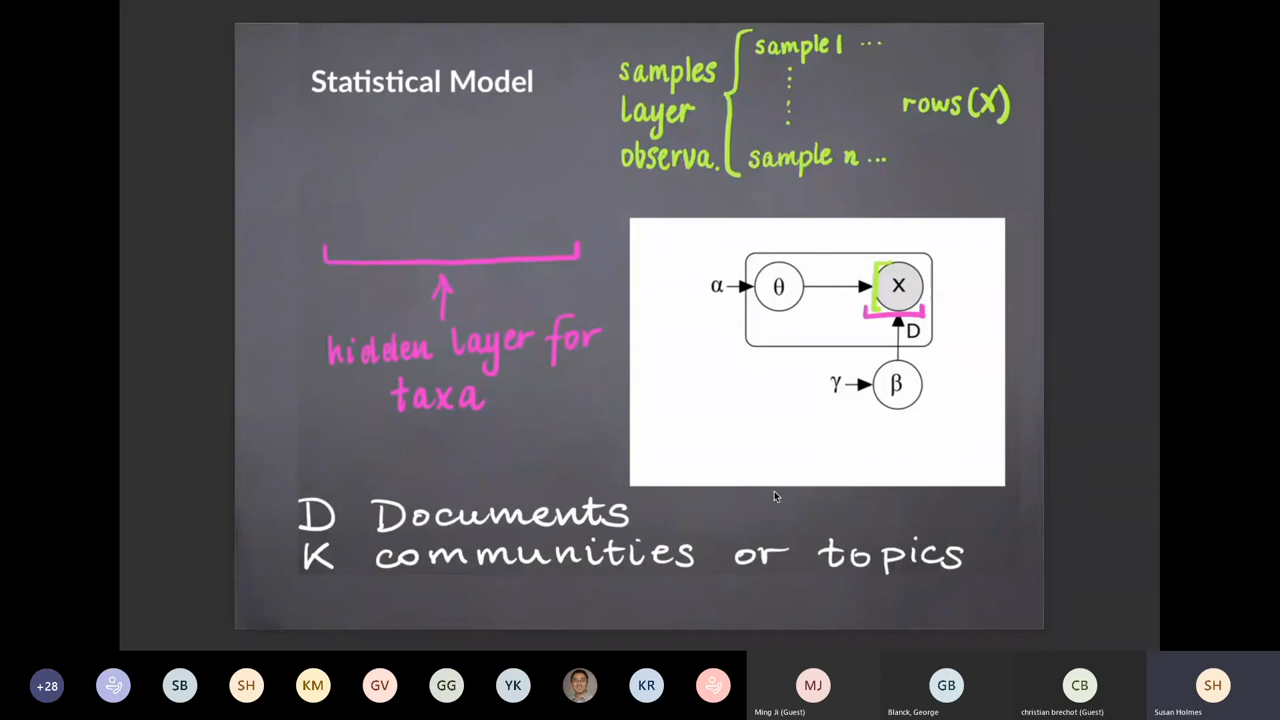 Statistical Model
samples
layer
observa.
sample 1 ...
sample n ...
rows(X)
hidden layer for
taxa
α
θ
X
D
γ
β
D Documents
K communities or topics
+28
SB
SH
KM
GV
GG
YK
KR
MJ
GB
CB
SH
Ming Ji (Guest)
Blanck, George
christian brechot (Guest)
Susan Holmes